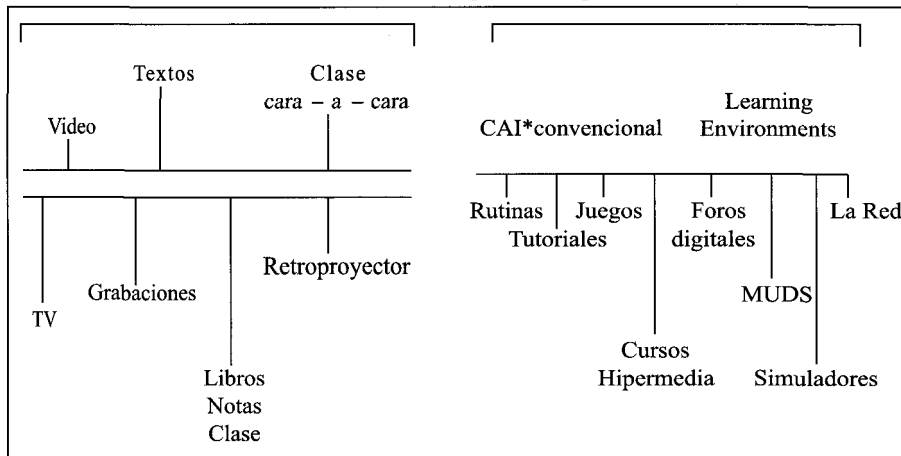 Textos
Clase
cara – a – cara
Video
TV
Grabaciones
Libros
Notas
Clase
Retroproyector
CAI*convencional
Learning
Environments
Rutinas
Tutoriales
Juegos
Cursos
Hipermedia
Foros
digitales
MUDS
Simuladores
La Red